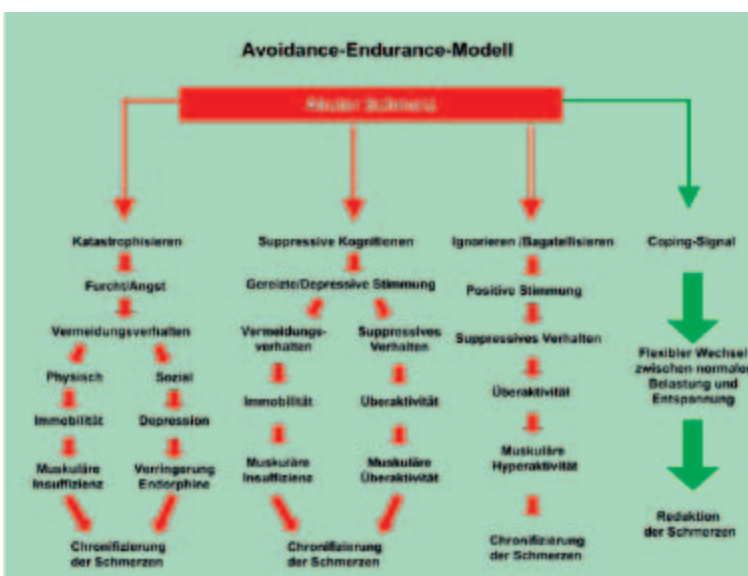 Avoidance-Endurance-Modell
Akuter Schmerz
Katastrophisieren
Furcht/Angst
Vermeidungsverhalten
Physisch
Sozial
Immobilität
Depression
Muskuläre
Insuffizienz
Verringerung
Endorphine
Chronifizierung
der Schmerzen
Suppressive Kognitionen
Gereizte/Depressive Stimmung
Vermeidungs-
verhalten
Suppressives
Verhalten
Immobilität
Überaktivität
Muskuläre
Insuffizienz
Muskuläre
Überaktivität
Chronifizierung
der Schmerzen
Ignorieren /Bagatellisieren
Positive Stimmung
Suppressives Verhalten
Überaktivität
Muskuläre
Hyperaktivität
Chronifizierung
der Schmerzen
Coping-Signal
Flexibler Wechsel
zwischen normaler
Belastung und
Entspannung
Reduktion
der Schmerzen